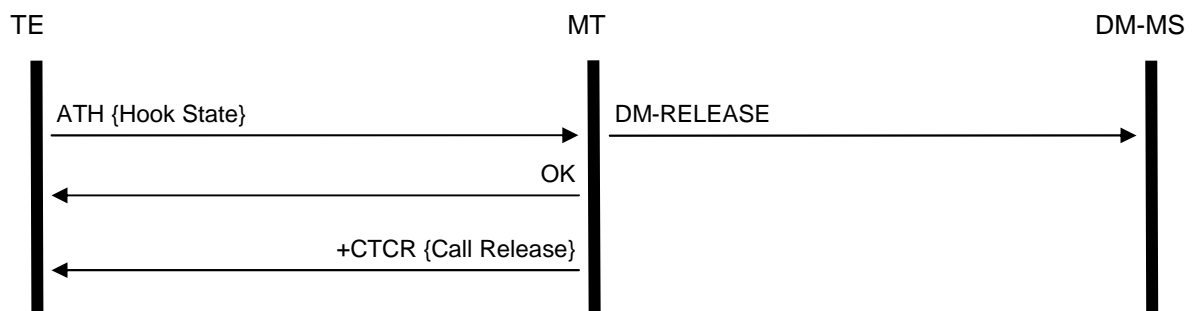 TE
MT
DM-MS
ATH {Hook State}
DM-RELEASE
OK
+CTCR {Call Release}